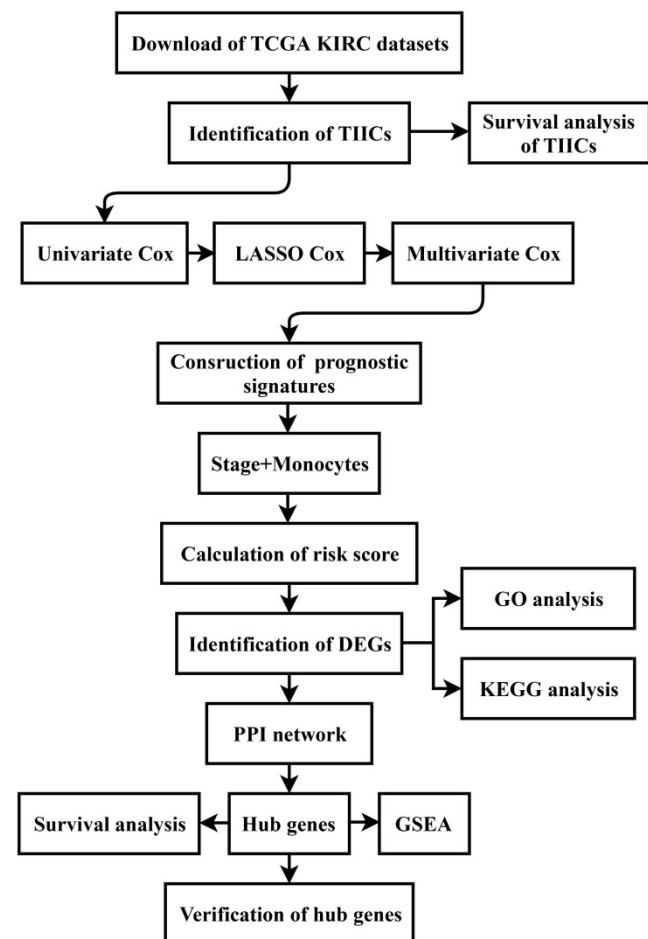 Download of TCGA KIRC datasets
Identification of TIICs
Survival analysis
of TIICs
Univariate Cox
LASSO Cox
Multivariate Cox
Consruction of prognostic
signatures
Stage+Monocytes
Calculation of risk score
GO analysis
Identification of DEGs
KEGG analysis
PPI network
Survival analysis
Hub genes
GSEA
Verification of hub genes